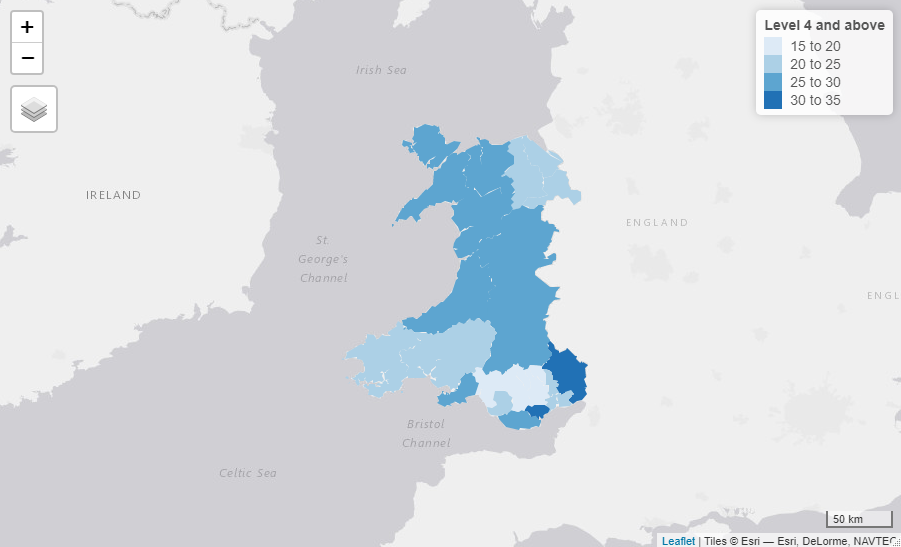 +
−
Level 4 and above
15 to 20
20 to 25
25 to 30
30 to 35
Irish Sea
IRELAND
ENGLAND
St.
George's
Channel
ENGL
Bristol
Channel
Celtic Sea
50 km
Leaflet | Tiles © Esri — Esri, DeLorme, NAVTEQ